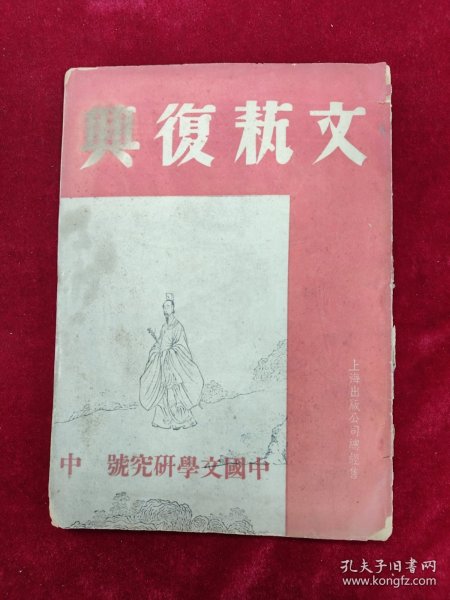 文萟復興
中國文學研究號 中
上海出版公司總經售
孔夫子旧书网
www.kongfz.com